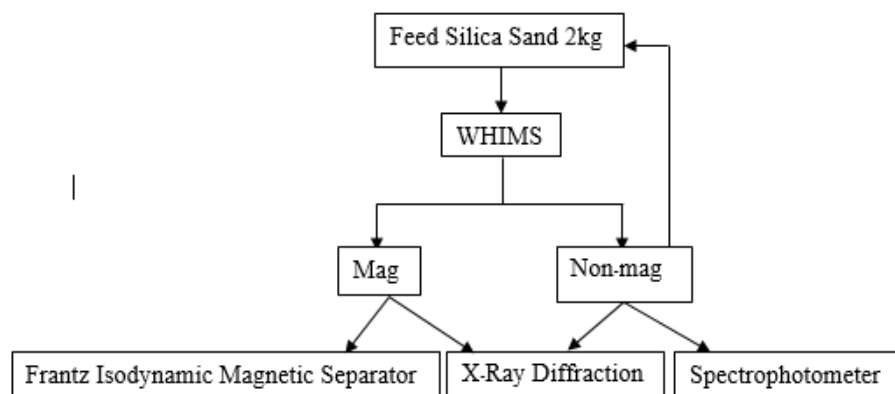 Feed Silica Sand 2kg
WHIMS
Mag
Non-mag
Frantz Isodynamic Magnetic Separator
X-Ray Diffraction
Spectrophotometer